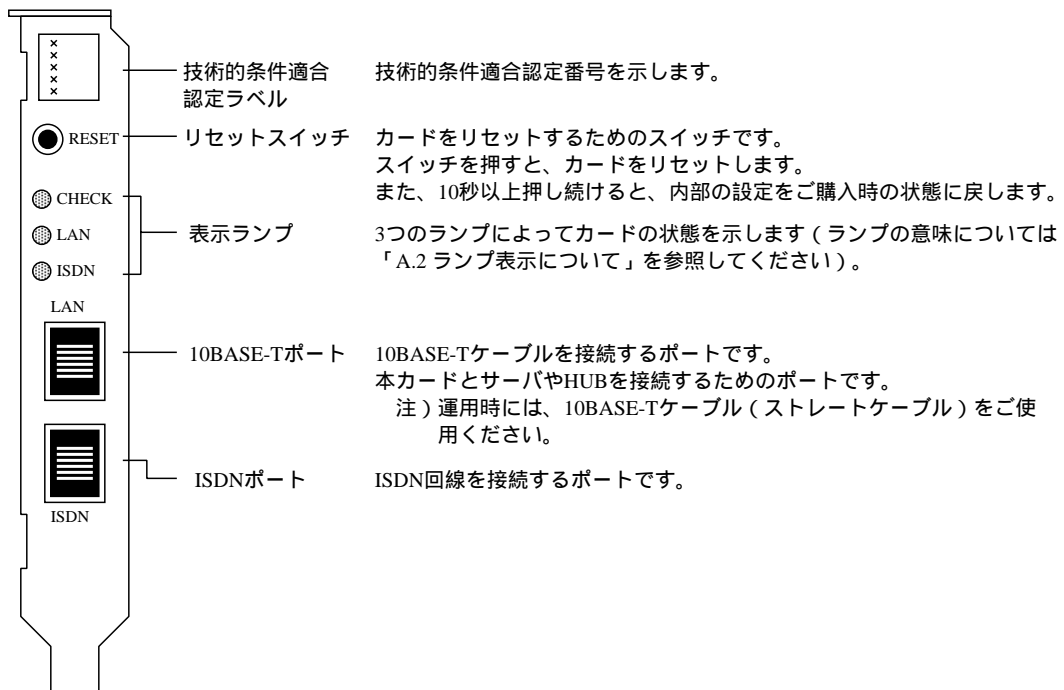 ×
×
×
×
×
技術的条件適合 技術的条件適合認定番号を示します。
認定ラベル
RESET リセットスイッチ カードをリセットするためのスイッチです。
スイッチを押すと、カードをリセットします。
また、10秒以上押し続けると、内部の設定をご購入時の状態に戻します。
CHECK
LAN 表示ランプ 3つのランプによってカードの状態を示します（ランプの意味については
「A.2 ランプ表示について」を参照してください）。
ISDN
LAN
10BASE-Tポート 10BASE-Tケーブルを接続するポートです。
本カードとサーバやHUBを接続するためのポートです。
注）運用時には、10BASE-Tケーブル（ストレートケーブル）をご使
用ください。
ISDNポート ISDN回線を接続するポートです。
ISDN